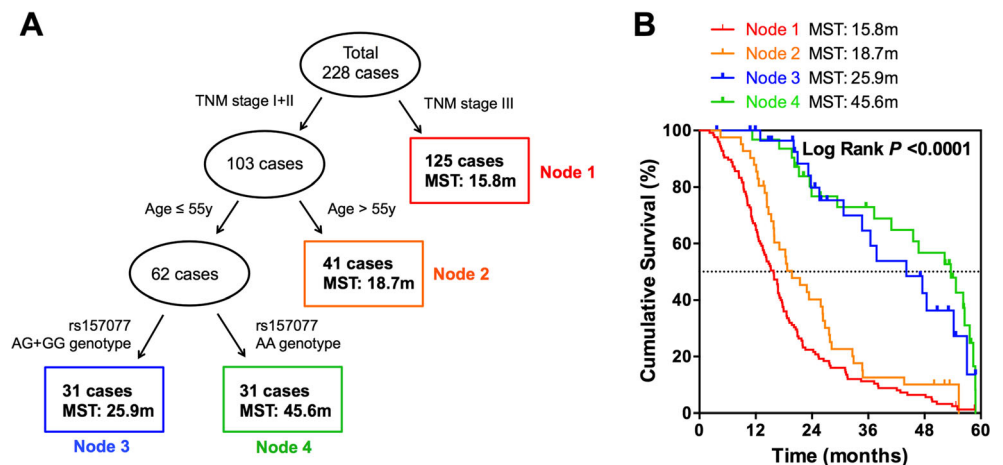 A
Total
228 cases
TNM stage I+II
TNM stage III
103 cases
125 cases
MST: 15.8m
Node 1
Age ≤ 55y
Age > 55y
62 cases
41 cases
MST: 18.7m
Node 2
rs157077
AG+GG genotype
rs157077
AA genotype
31 cases
MST: 25.9m
31 cases
MST: 45.6m
Node 3
Node 4
B
Node 1 MST: 15.8m
Node 2 MST: 18.7m
Node 3 MST: 25.9m
Node 4 MST: 45.6m
Log Rank P <0.0001
Cumulative Survival (%)
100
80
60
40
20
0
0 12 24 36 48 60
Time (months)